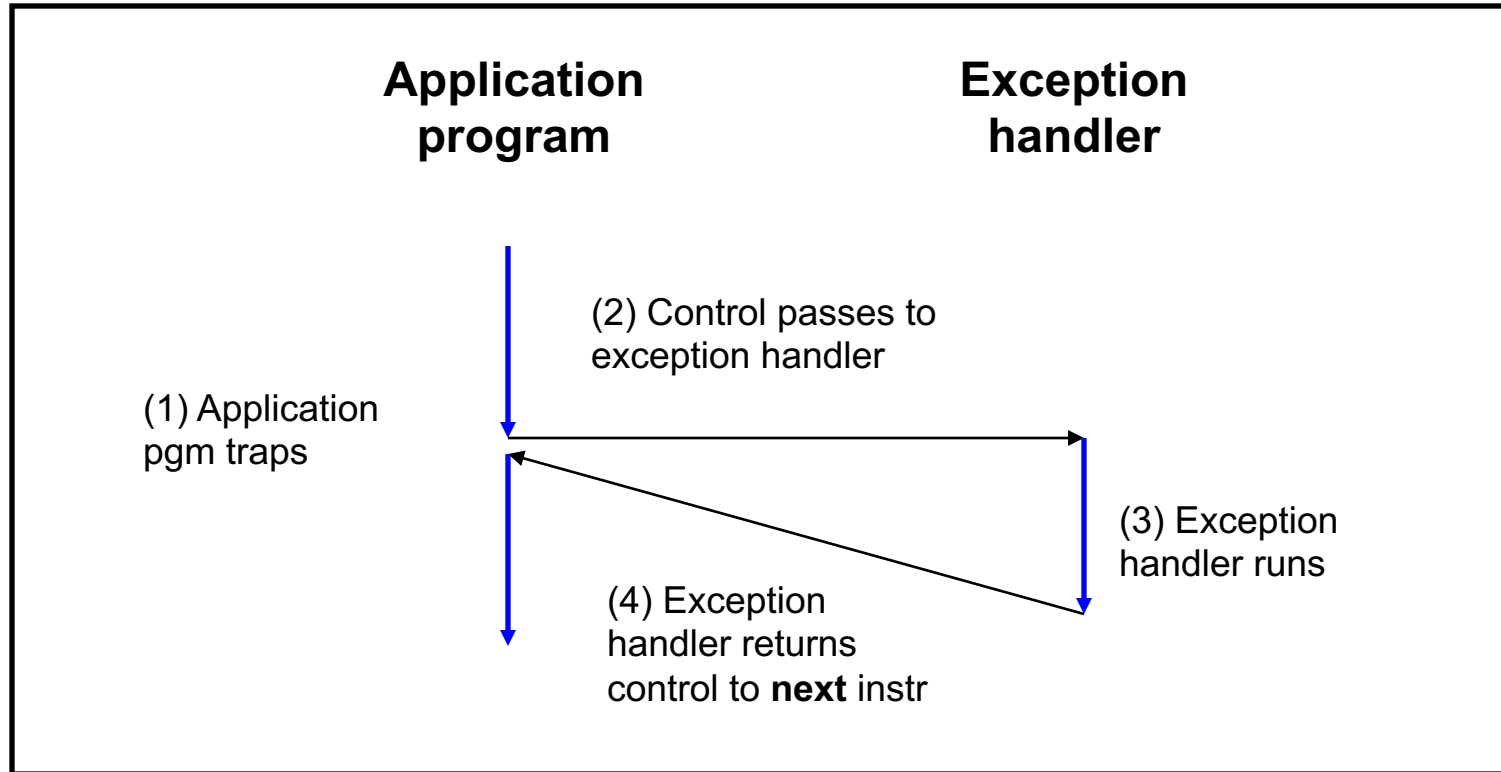 Application
program
Exception
handler
(2) Control passes to
exception handler
(1) Application
pgm traps
(3) Exception
handler runs
(4) Exception
handler returns
control to next instr